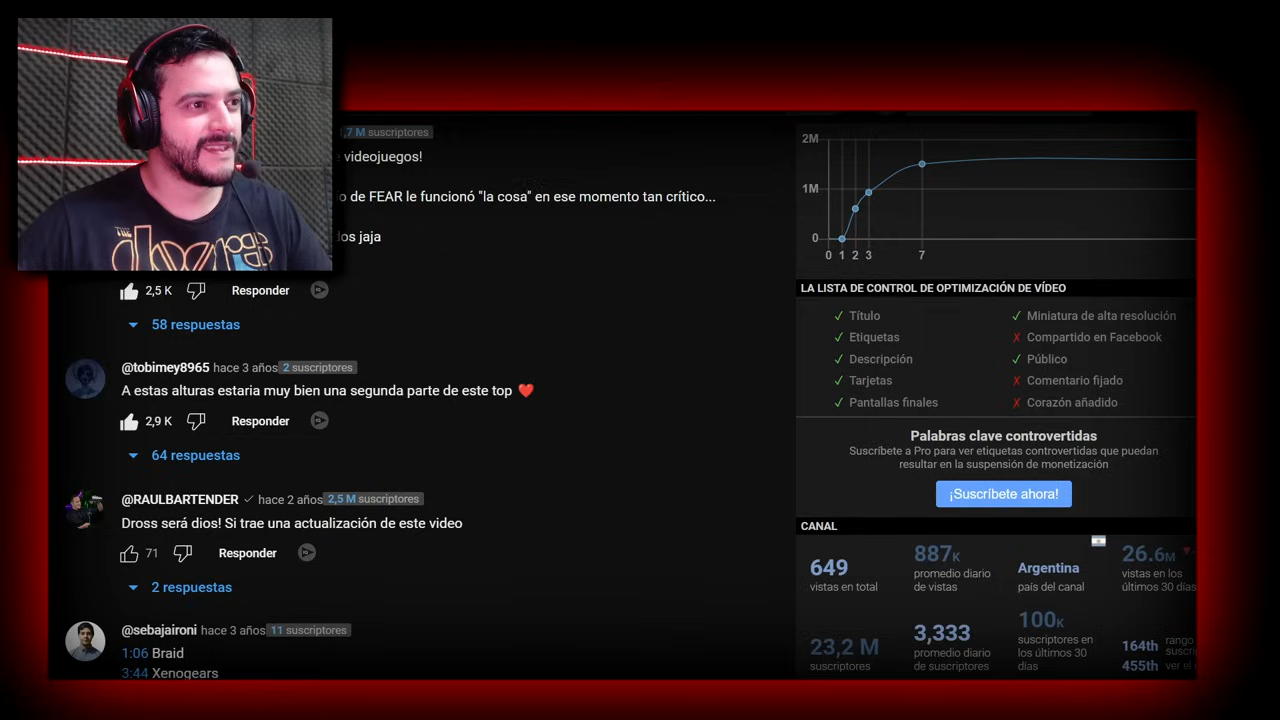 THE
doors
,7 M suscriptores
videojuegos!
o de FEAR le funcionó "la cosa" en ese momento tan crítico...
dos jaja
2,5 K Responder
58 respuestas
@tobimey8965 hace 3 años 2 suscriptores
A estas alturas estaria muy bien una segunda parte de este top ❤️
2,9 K Responder
64 respuestas
@RAULBARTENDER ✓ hace 2 años 2,5 M suscriptores
Dross será dios! Si trae una actualización de este video
71 Responder
2 respuestas
@sebajaironi hace 3 años 11 suscriptores
1:06 Braid
3:44 Xenogears
2M
1M
0
0 1 2 3 7
LA LISTA DE CONTROL DE OPTIMIZACIÓN DE VÍDEO
✓ Título ✓ Miniatura de alta resolución
✓ Etiquetas ✗ Compartido en Facebook
✓ Descripción ✓ Público
✓ Tarjetas ✗ Comentario fijado
✓ Pantallas finales ✗ Corazón añadido
Palabras clave controvertidas
Suscríbete a Pro para ver etiquetas controvertidas que puedan
resultar en la suspensión de monetización
¡Suscríbete ahora!
CANAL
649
vistas en total
887K
promedio diario
de vistas
Argentina
país del canal
26.6M
vistas en los
últimos 30 días
23,2 M
suscriptores
3,333
promedio diario
de suscriptores
100K
suscriptores en
los últimos 30
días
164th rango
suscri
455th ver el